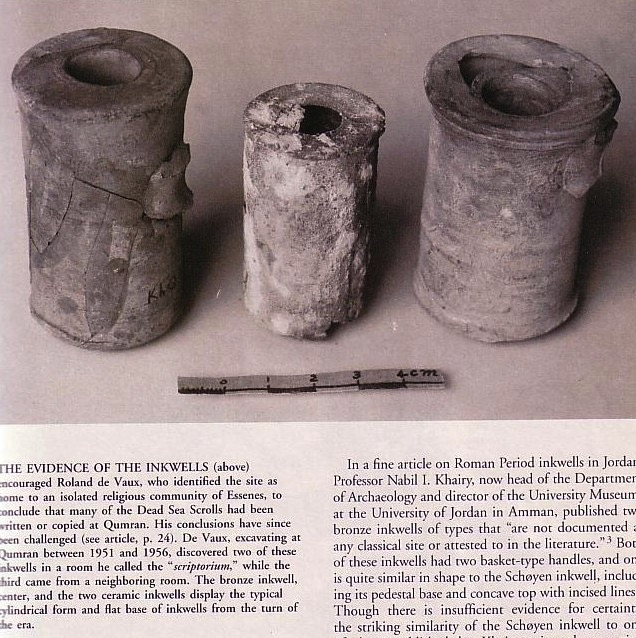 0 1 2 3 4 cm
THE EVIDENCE OF THE INKWELLS (above)
encouraged Roland de Vaux, who identified the site as
home to an isolated religious community of Essenes, to
conclude that many of the Dead Sea Scrolls had been
written or copied at Qumran. His conclusions have since
been challenged (see article, p. 24). De Vaux, excavating at
Qumran between 1951 and 1956, discovered two of these
inkwells in a room he called the “scriptorium,” while the
third came from a neighboring room. The bronze inkwell,
center, and the two ceramic inkwells display the typical
cylindrical form and flat base of inkwells from the turn of
the era.
In a fine article on Roman Period inkwells in Jordan
Professor Nabil I. Khairy, now head of the Departmen
of Archaeology and director of the University Museum
at the University of Jordan in Amman, published tw
bronze inkwells of types that “are not documented a
any classical site or attested to in the literature.”3 Bot
of these inkwells had two basket-type handles, and on
is quite similar in shape to the Schøyen inkwell, includ
ing its pedestal base and concave top with incised lines
Though there is insufficient evidence for certaint
the striking similarity of the Schøyen inkwell to on